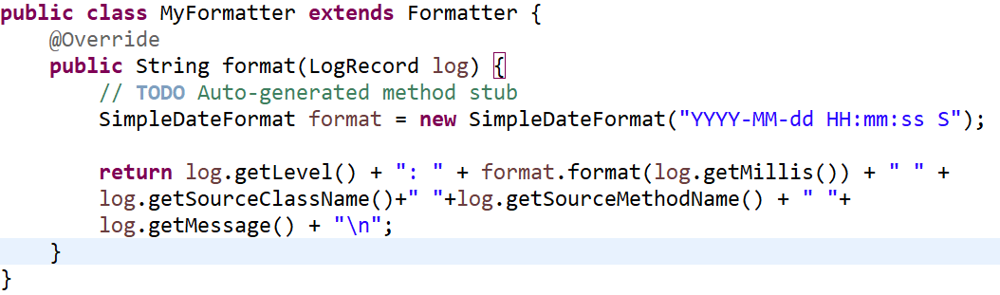 public class MyFormatter extends Formatter {
    @Override
    public String format(LogRecord log) {
        // TODO Auto-generated method stub
        SimpleDateFormat format = new SimpleDateFormat("YYYY-MM-dd HH:mm:ss S");

        return log.getLevel() + ": " + format.format(log.getMillis()) + " " +
        log.getSourceClassName()+" "+log.getSourceMethodName() + " "+
        log.getMessage() + "\n";
    }
}